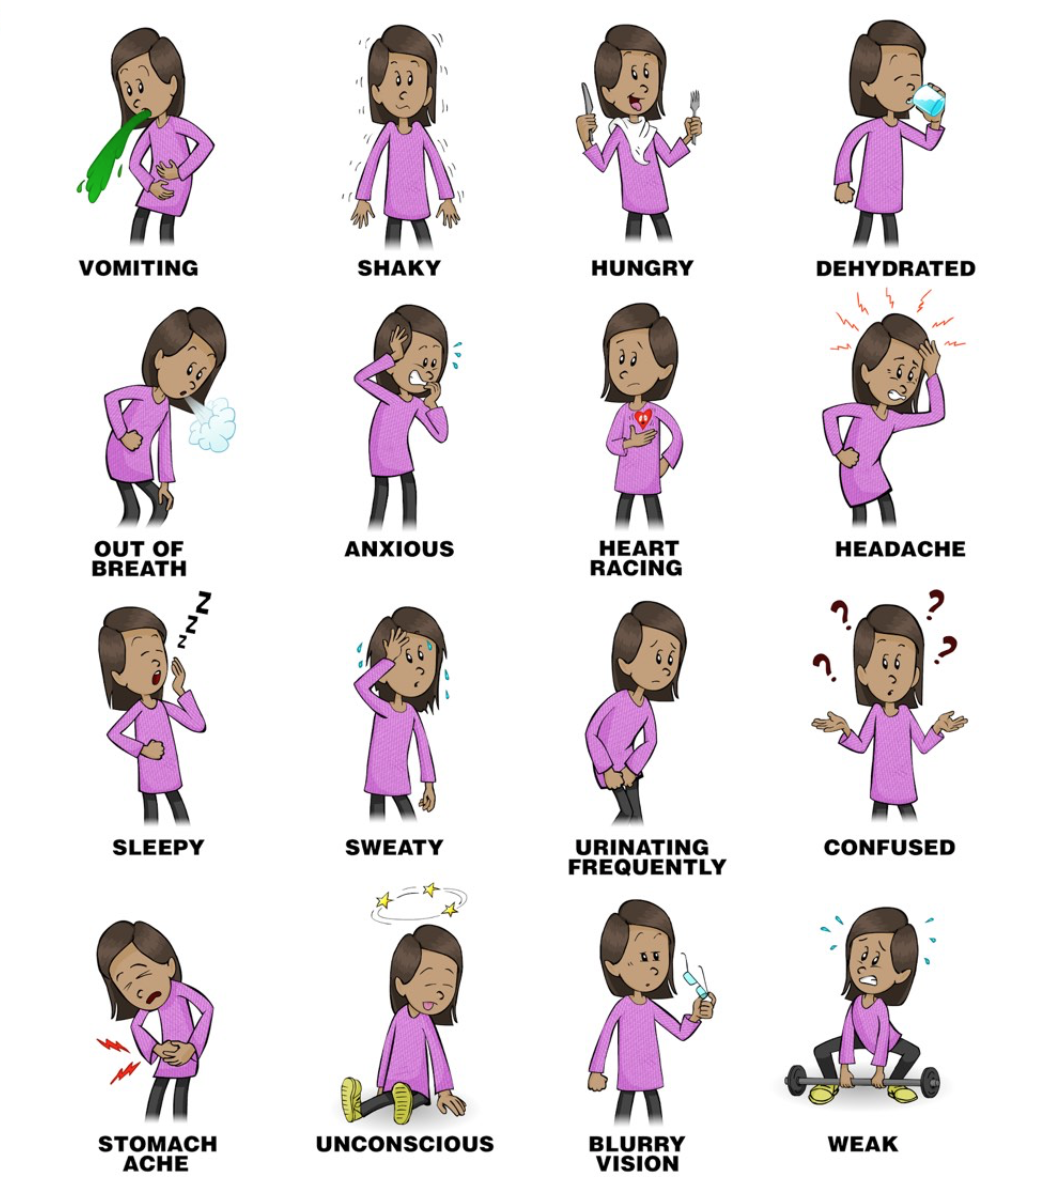 VOMITING
SHAKY
HUNGRY
DEHYDRATED
OUT OF
BREATH
ANXIOUS
HEART
RACING
HEADACHE
Z
Z
Z
SLEEPY
SWEATY
URINATING
FREQUENTLY
? ? ? ?
CONFUSED
STOMACH
ACHE
UNCONSCIOUS
BLURRY
VISION
WEAK